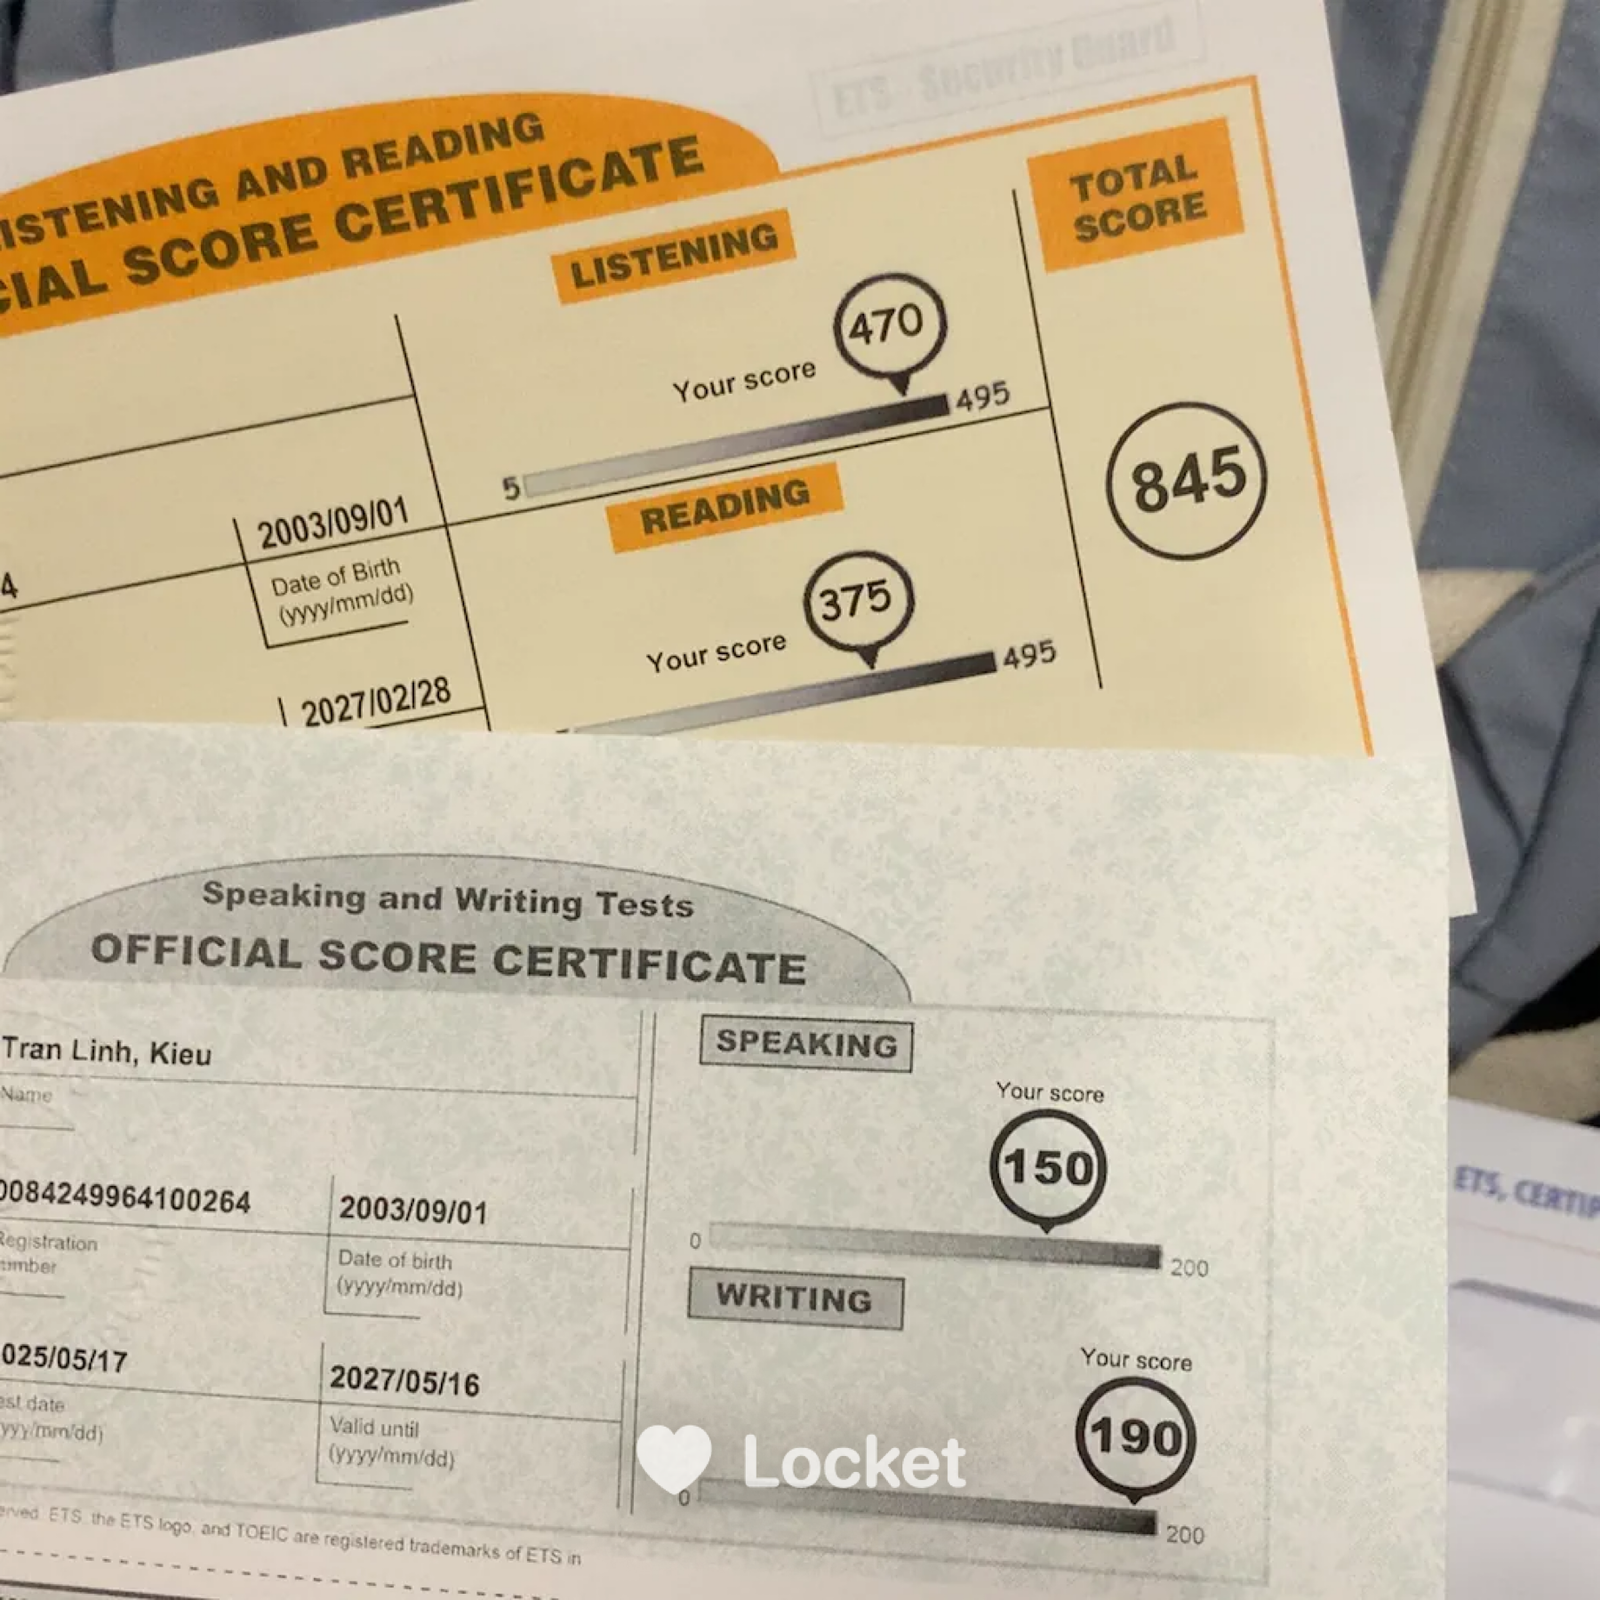 ETS - Security Guard
LISTENING AND READING
CIAL SCORE CERTIFICATE
TOTAL
SCORE
LISTENING
470
Your score
5
495
845
2003/09/01
Date of Birth
(yyyy/mm/dd)
4
READING
375
Your score
495
2027/02/28
Speaking and Writing Tests
OFFICIAL SCORE CERTIFICATE
Tran Linh, Kieu
Name
SPEAKING
Your score
150
0
200
0084249964100264
Registration
umber
2003/09/01
Date of birth
(yyyy/mm/dd)
WRITING
Your score
190
0
200
025/05/17
est date
yyy/mm/dd)
2027/05/16
Valid until
(yyyy/mm/dd)
Locket
erved. ETS, the ETS logo, and TOEIC are registered trademarks of ETS in
ETS, CERTIF